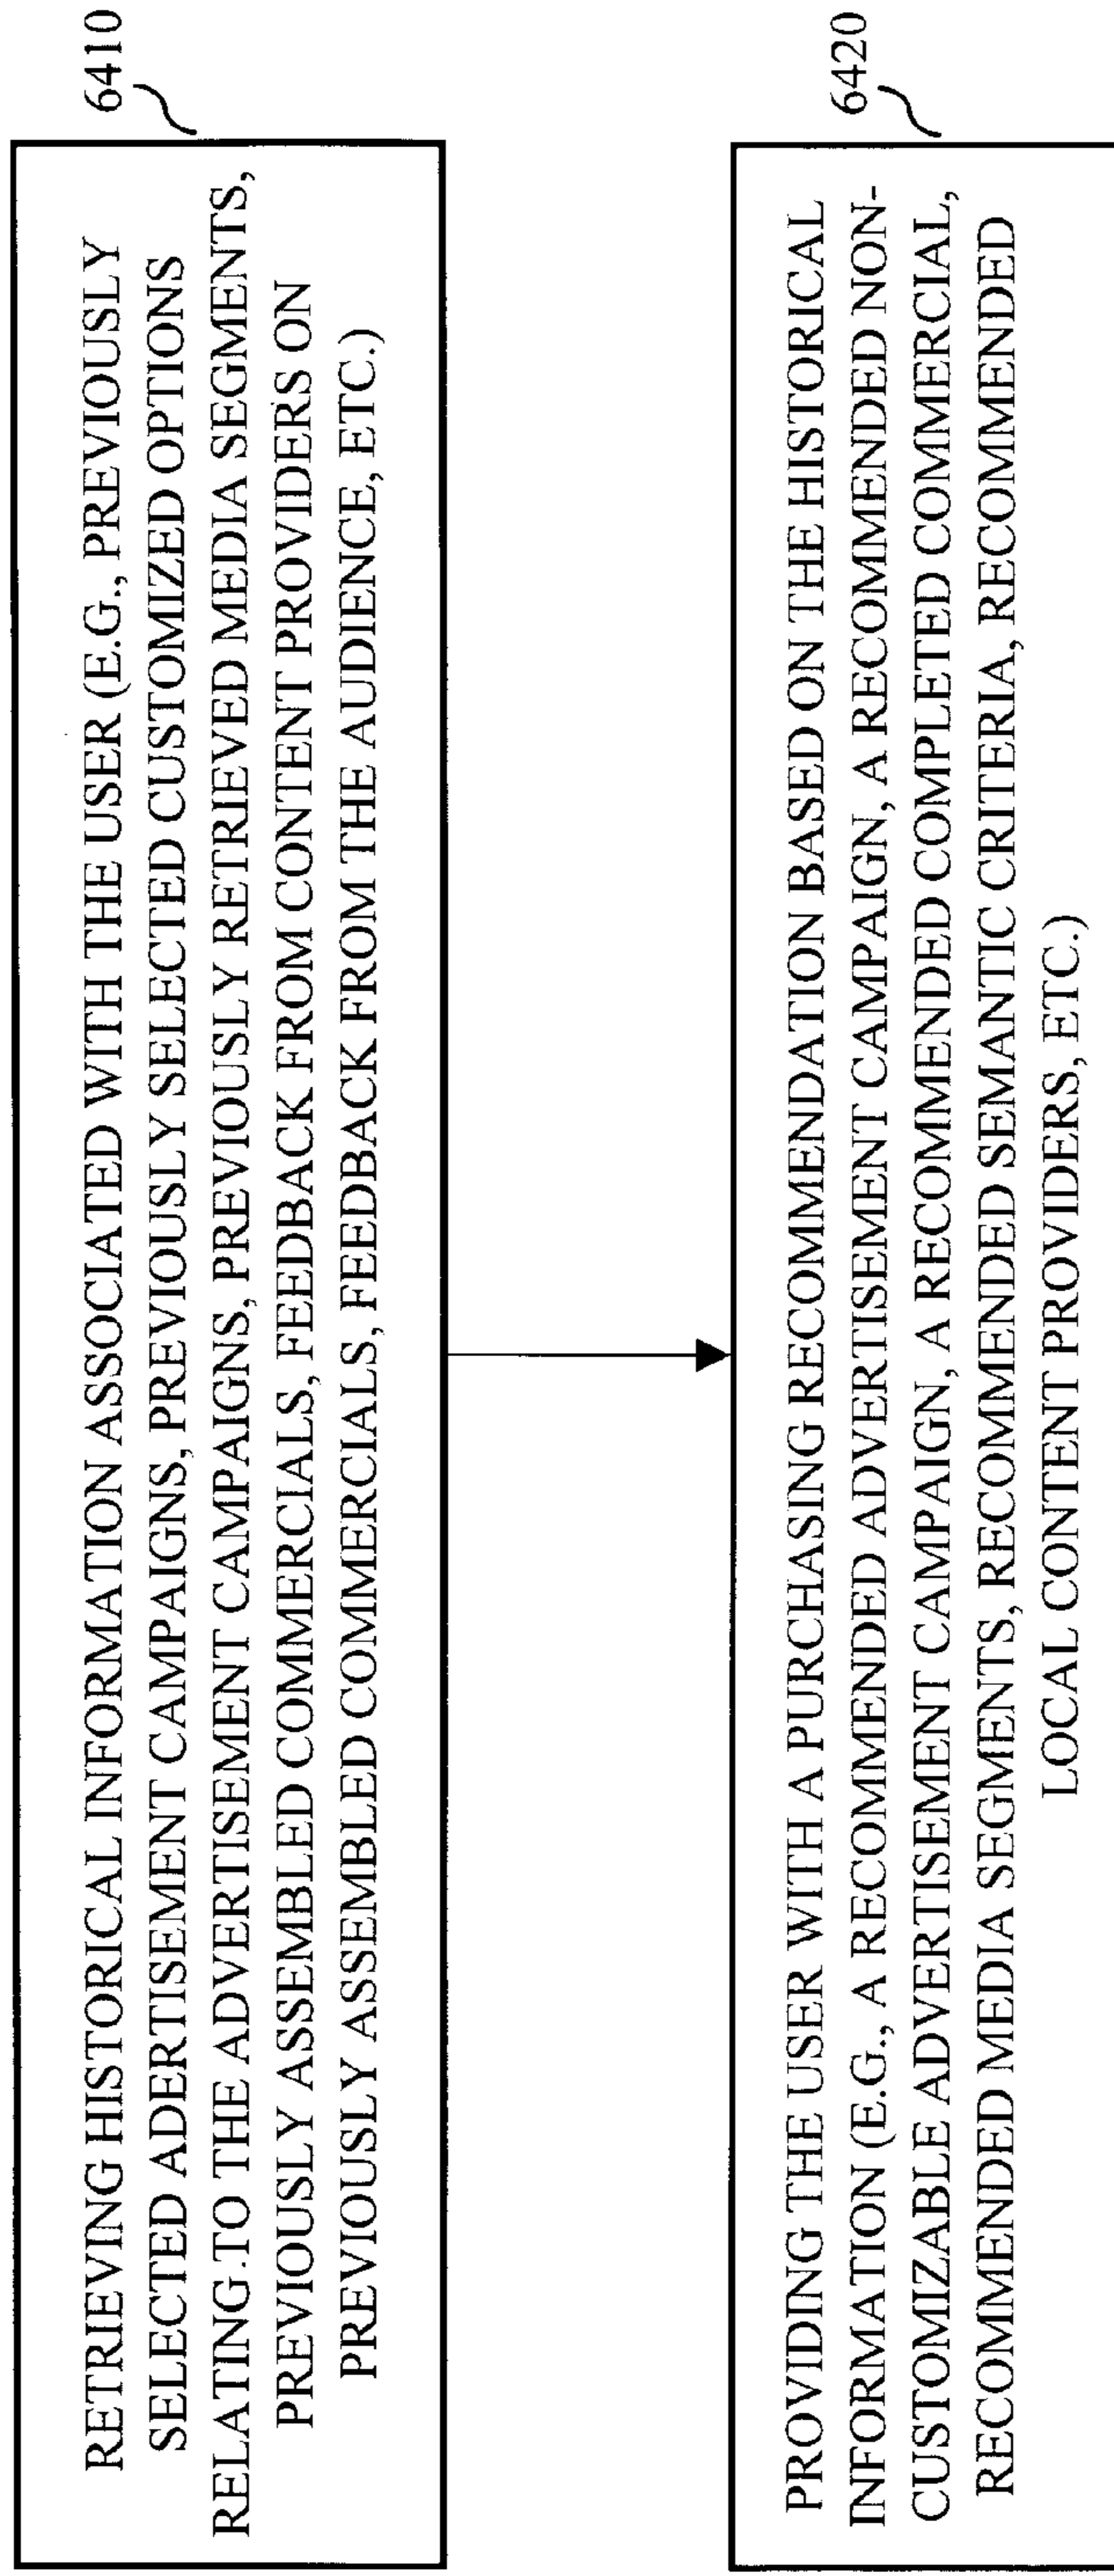 6410
RETRIEVING HISTORICAL INFORMATION ASSOCIATED WITH THE USER (E.G., PREVIOUSLY
SELECTED ADERTISEMENT CAMPAIGNS, PREVIOUSLY SELECTED CUSTOMIZED OPTIONS
RELATING TO THE ADVERTISEMENT CAMPAIGNS, PREVIOUSLY RETRIEVED MEDIA SEGMENTS,
PREVIOUSLY ASSEMBLED COMMERCIALS, FEEDBACK FROM CONTENT PROVIDERS ON
PREVIOUSLY ASSEMBLED COMMERCIALS, FEEDBACK FROM THE AUDIENCE, ETC.)
6420
PROVIDING THE USER WITH A PURCHASING RECOMMENDATION BASED ON THE HISTORICAL
INFORMATION (E.G., A RECOMMENDED ADVERTISEMENT CAMPAIGN, A RECOMMENDED NON-
CUSTOMIZABLE ADVERTISEMENT CAMPAIGN, A RECOMMENDED COMPLETED COMMERCIAL,
RECOMMENDED MEDIA SEGMENTS, RECOMMENDED SEMANTIC CRITERIA, RECOMMENDED
LOCAL CONTENT PROVIDERS, ETC.)